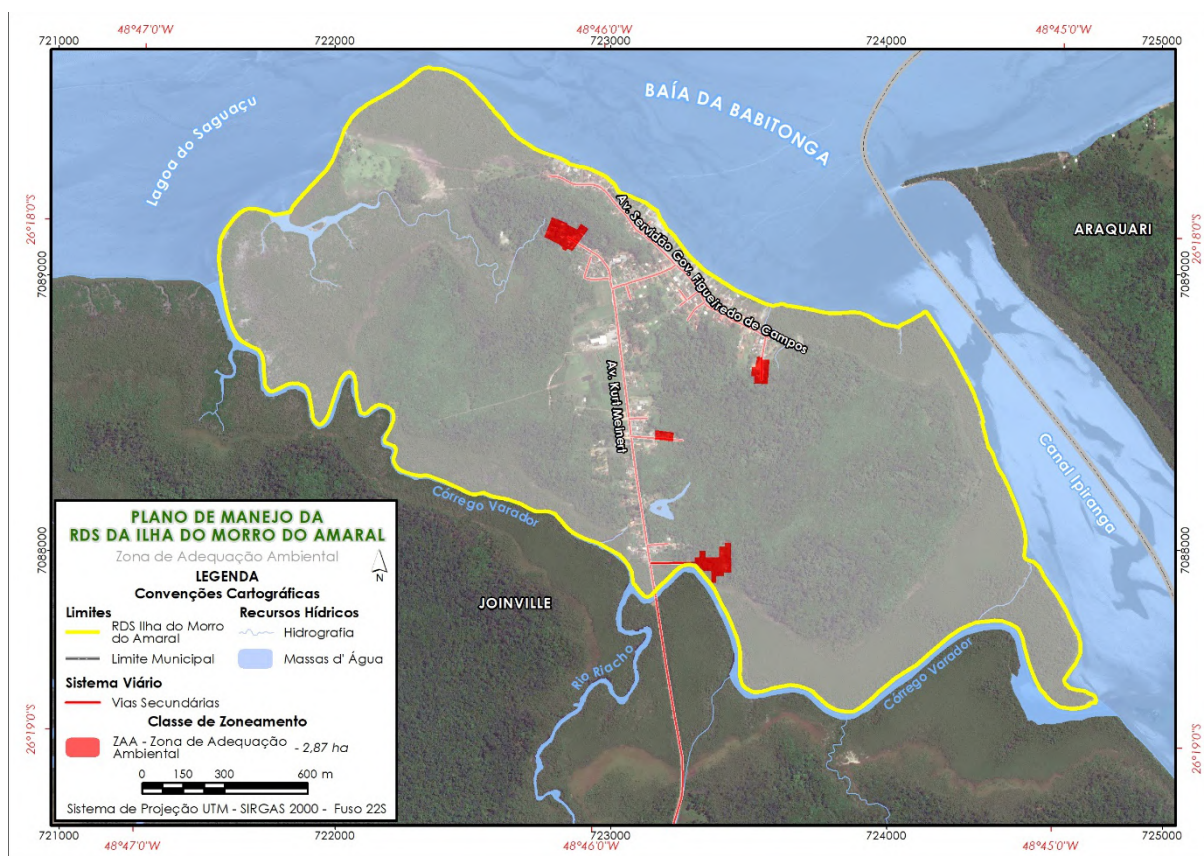 48°47'0"W
48°46'0"W
48°45'0"W
721000
722000
723000
724000
725000
BAÍA DA BABITONGA
Lagoa do Saguaçu
26°18'0"S
26°18'0"S
ARAQUARI
Av. Servidão Gov. Figueiredo de Campos
7089000
7089000
Av. Kurt Meinert
Canal Ipiranga
Córrego Varador
7088000
7088000
PLANO DE MANEJO DA
RDS DA ILHA DO MORRO DO AMARAL
Zona de Adequação Ambiental
N
LEGENDA
Convenções Cartográficas
Limites
RDS Ilha do Morro
do Amaral
Limite Municipal
Recursos Hídricos
Hidrografia
Massas d' Água
Sistema Viário
Vias Secundárias
Classe de Zoneamento
ZAA - Zona de Adequação
Ambiental
- 2,87 ha
0 150 300 600 m
Sistema de Projeção UTM - SIRGAS 2000 - Fuso 22S
JOINVILLE
Rio Riacho
Córrego Varador
26°19'0"S
26°19'0"S
721000
722000
723000
724000
725000
48°47'0"W
48°46'0"W
48°45'0"W